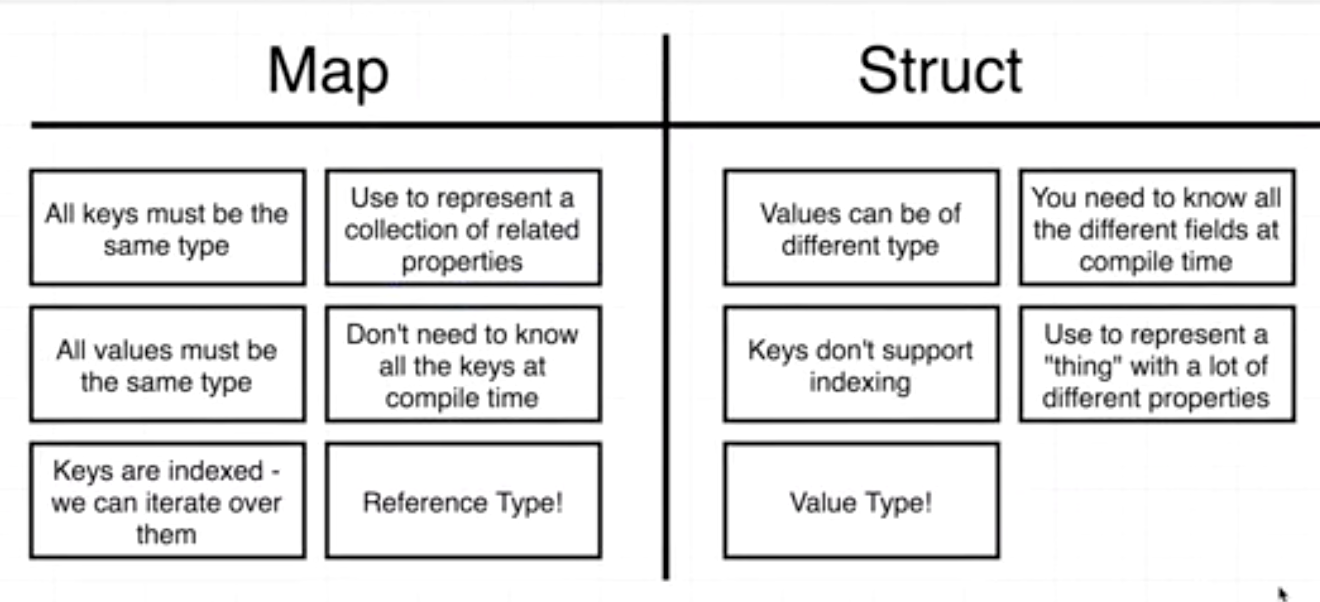 Map
Struct
All keys must be the
same type
Use to represent a
collection of related
properties
Values can be of
different type
You need to know all
the different fields at
compile time
All values must be
the same type
Don't need to know
all the keys at
compile time
Keys don't support
indexing
Use to represent a
"thing" with a lot of
different properties
Keys are indexed -
we can iterate over
them
Reference Type!
Value Type!